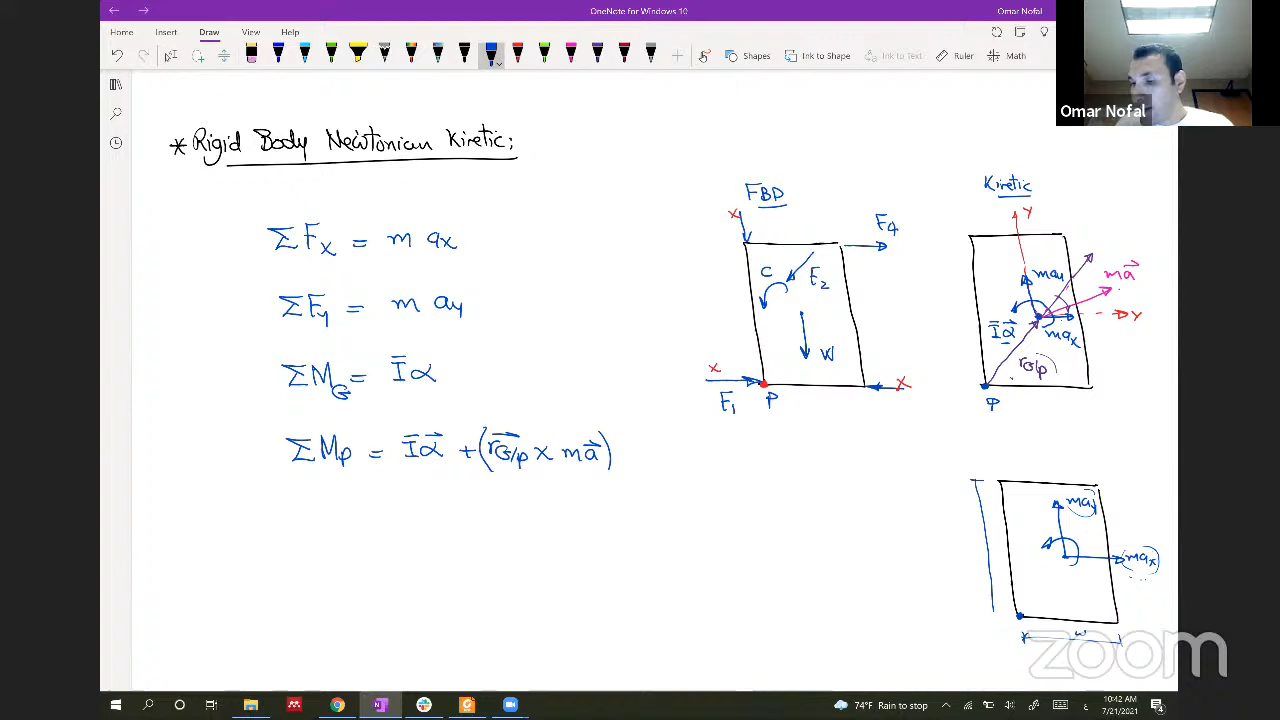 OneNote for Windows 10
Omar Nofal
Home Insert Draw View Help
Shapes Ink to Shape Ink to Text Ruler Math
Omar Nofal
* Rigid Body Newtonian Kinetic:
ΣFx = m ax
ΣFy = m ay
ΣMG = Īα
ΣMp = Īα⃗ + (r⃗G/p × ma⃗)
FBD
x
F4
C
F2
W
x
x
F1
P
Kinetic
Y
may
ma⃗
Īα⃗
max
Y
rG/p
P
may
max
w
zoom
74°F Rain to stop
10:42 AM
7/21/2021
4